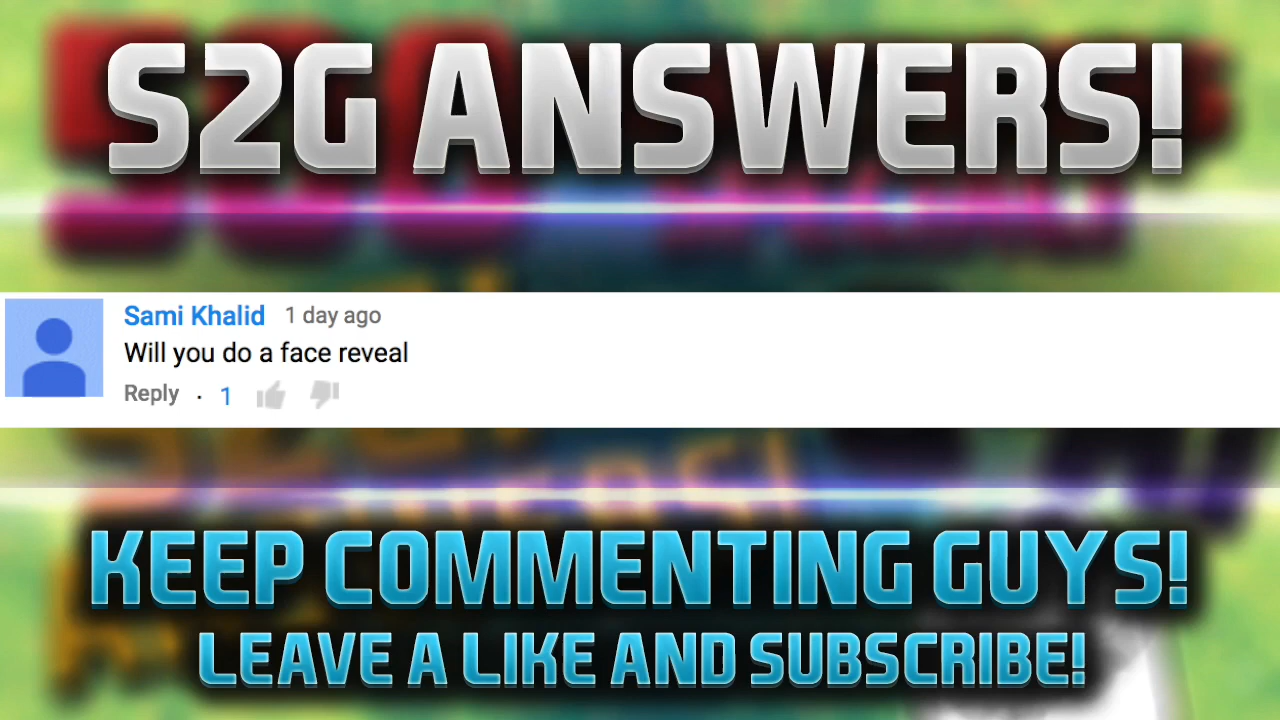 S2G ANSWERS!
Sami Khalid 1 day ago
Will you do a face reveal
Reply · 1
KEEP COMMENTING GUYS!
LEAVE A LIKE AND SUBSCRIBE!